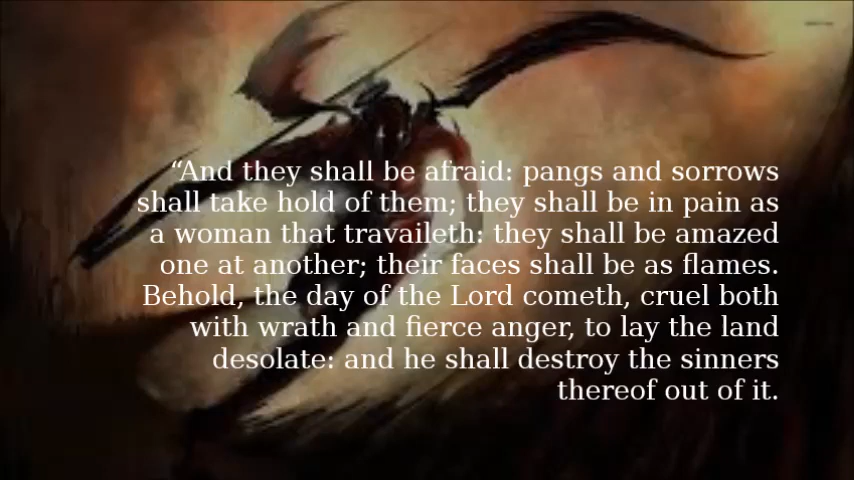 “And they shall be afraid: pangs and sorrows
shall take hold of them; they shall be in pain as
a woman that travaileth: they shall be amazed
one at another; their faces shall be as flames.
Behold, the day of the Lord cometh, cruel both
with wrath and fierce anger, to lay the land
desolate: and he shall destroy the sinners
thereof out of it.